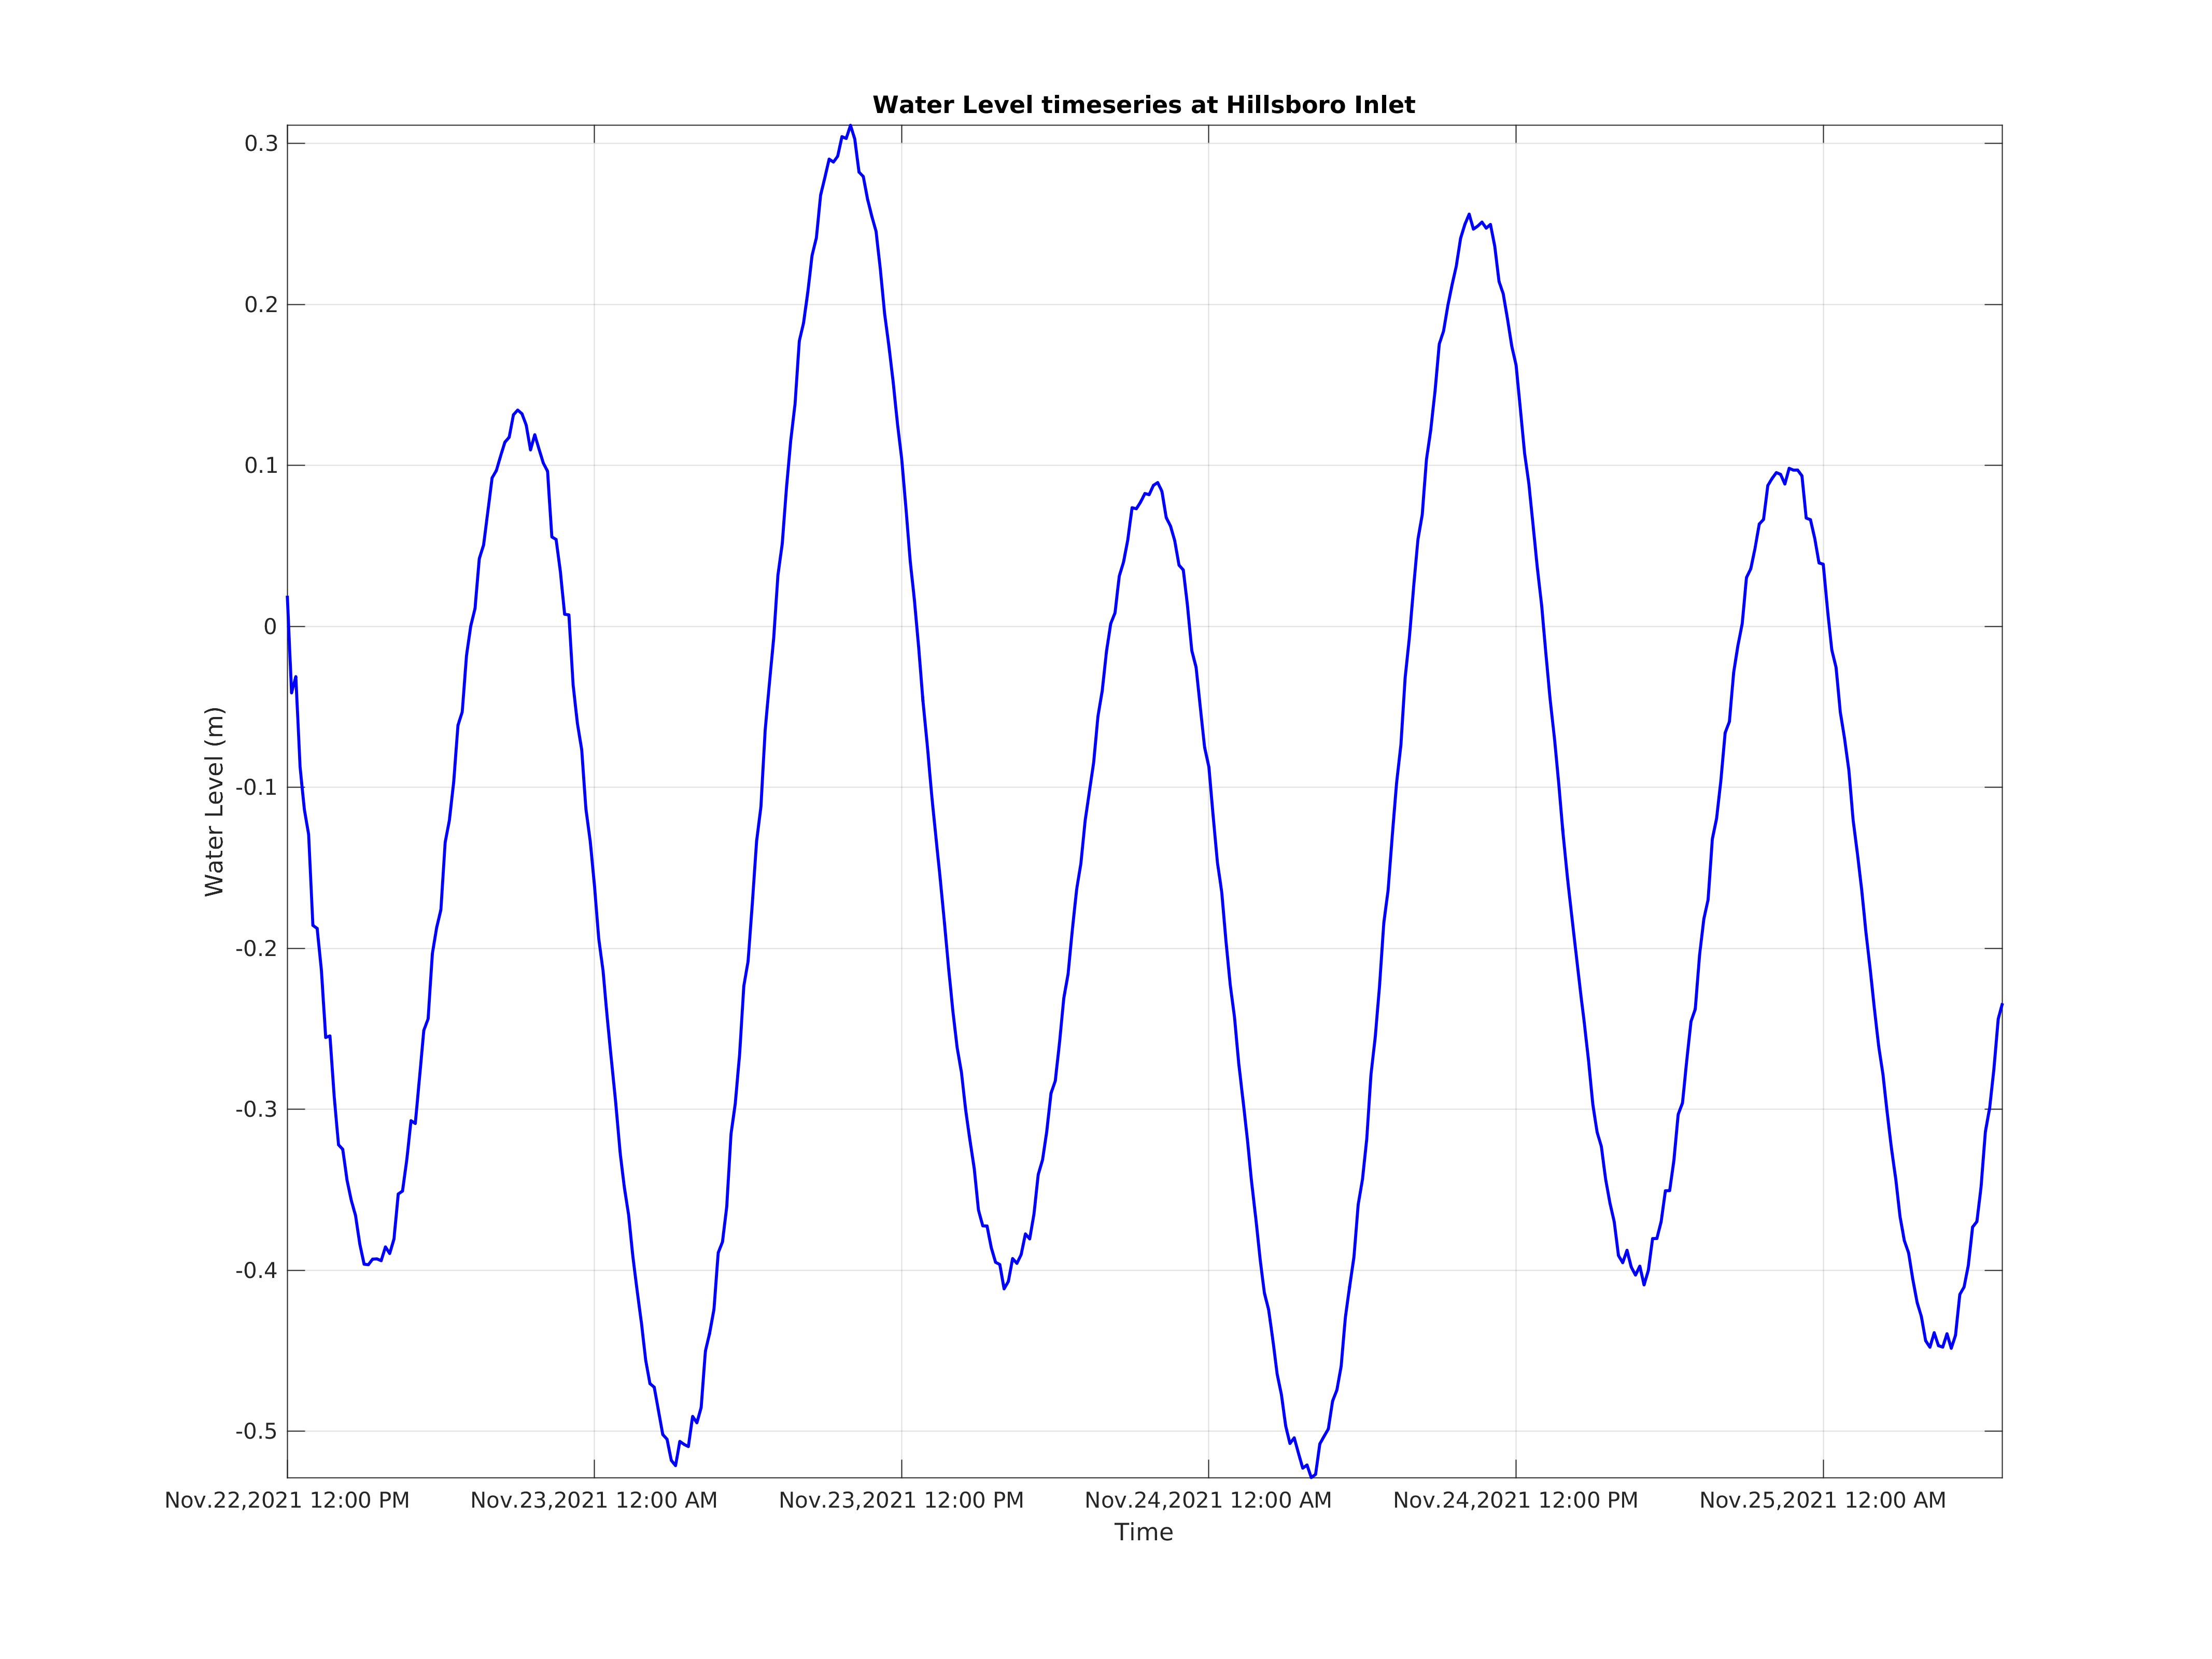 Water Level timeseries at Hillsboro Inlet
0.3
0.2
0.1
0
-0.1
-0.2
-0.3
-0.4
-0.5
Water Level (m)
Nov.22,2021 12:00 PM Nov.23,2021 12:00 AM Nov.23,2021 12:00 PM Nov.24,2021 12:00 AM Nov.24,2021 12:00 PM Nov.25,2021 12:00 AM
Time